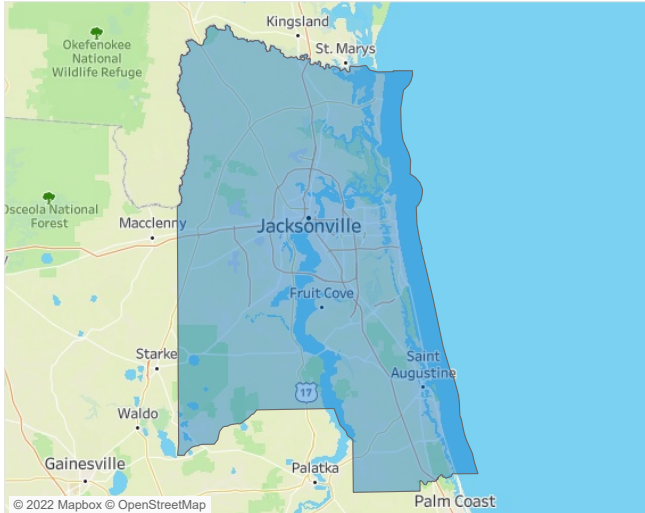 Kingsland
Okefenokee
National
Wildlife Refuge
St. Marys
Osceola National
Forest
Macclenny
Jacksonville
Fruit Cove
Starke
Saint
Augustine
17
Waldo
Gainesville
Palatka
Palm Coast
© 2022 Mapbox © OpenStreetMap